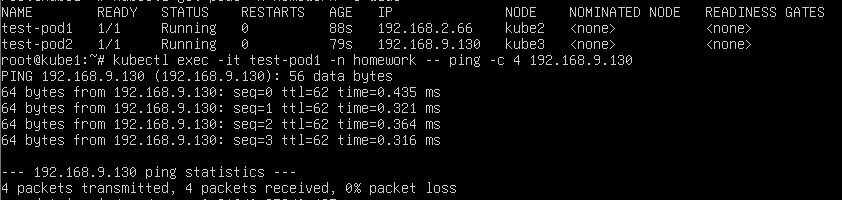 NAME READY STATUS RESTARTS AGE IP NODE NOMINATED NODE READINESS GATES
test-pod1 1/1 Running 0 88s 192.168.2.66 kube2 <none> <none>
test-pod2 1/1 Running 0 79s 192.168.9.130 kube3 <none> <none>
root@kube1:~# kubectl exec -it test-pod1 -n homework -- ping -c 4 192.168.9.130
PING 192.168.9.130 (192.168.9.130): 56 data bytes
64 bytes from 192.168.9.130: seq=0 ttl=62 time=0.435 ms
64 bytes from 192.168.9.130: seq=1 ttl=62 time=0.321 ms
64 bytes from 192.168.9.130: seq=2 ttl=62 time=0.364 ms
64 bytes from 192.168.9.130: seq=3 ttl=62 time=0.316 ms
--- 192.168.9.130 ping statistics ---
4 packets transmitted, 4 packets received, 0% packet loss